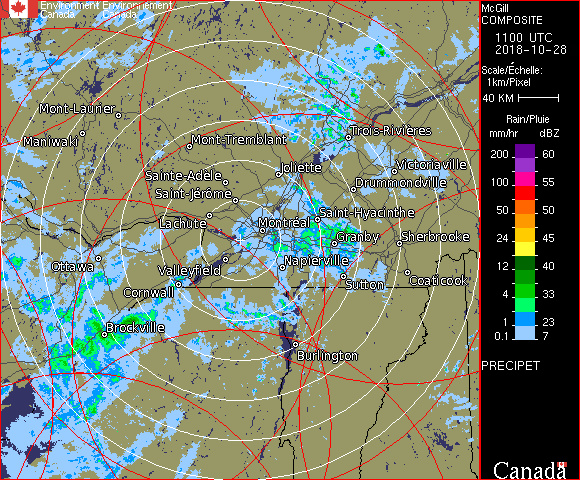 Environment Environnement
Canada Canada
McGill
COMPOSITE
1100 UTC
2018-10-28
Scale/Échelle:
1km/Pixel
40 KM
Rain/Pluie
mm/hr dBZ
200 60
100 55
50 50
24 45
12 40
4 33
1 23
0.1 7
PRECIPET
Canada
Mont-Laurier
Maniwaki
Mont-Tremblant
Trois-Rivières
Joliette
Victoriaville
Sainte-Adèle
Drummondville
Saint-Jérôme
Lachute
Saint-Hyacinthe
Montréal
Granby
Sherbrooke
Ottawa
Valleyfield
Napierville
Cornwall
Sutton
Coaticook
Brockville
Burlington